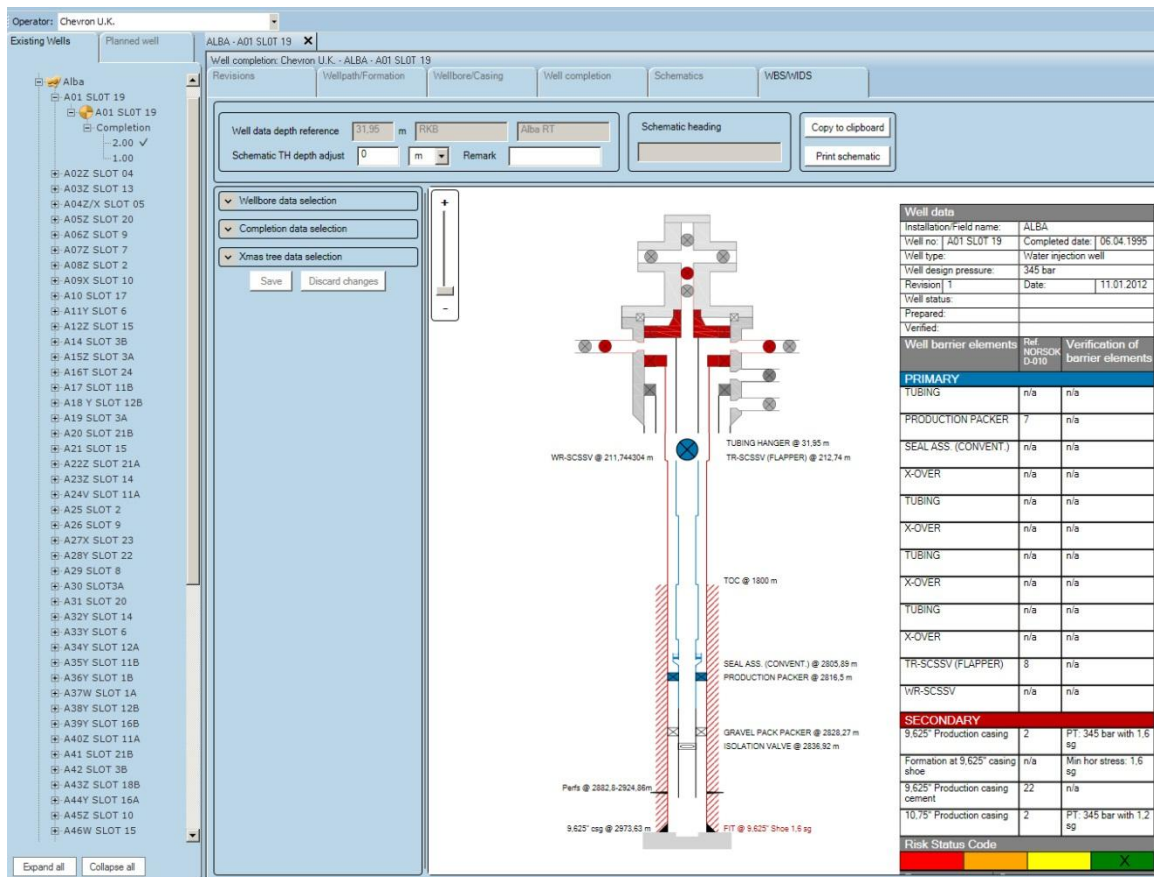 Operator: Chevron U.K.
Existing Wells
Planned well
ALBA - A01 SLOT 19 X
Well completion: Chevron U.K. - ALBA - A01 SLOT 19
Revisions
Wellpath/Formation
Wellbore/Casing
Well completion
Schematics
WBS/WIDS
Alba
A01 SLOT 19
A01 SLOT 19
Completion
2.00 ✓
1.00
A02Z SLOT 04
A03Z SLOT 13
A04Z/X SLOT 05
A05Z SLOT 20
A06Z SLOT 9
A07Z SLOT 7
A08Z SLOT 2
A09X SLOT 10
A10 SLOT 17
A11Y SLOT 6
A12Z SLOT 15
A14 SLOT 3B
A15Z SLOT 3A
A16T SLOT 24
A17 SLOT 11B
A18 Y SLOT 12B
A19 SLOT 3A
A20 SLOT 21B
A21 SLOT 15
A22Z SLOT 21A
A23Z SLOT 14
A24V SLOT 11A
A25 SLOT 2
A26 SLOT 9
A27X SLOT 23
A28Y SLOT 22
A29 SLOT 8
A30 SLOT3A
A31 SLOT 20
A32Y SLOT 14
A33Y SLOT 6
A34Y SLOT 12A
A35Y SLOT 11B
A36Y SLOT 1B
A37W SLOT 1A
A38Y SLOT 12B
A39Y SLOT 16B
A40Z SLOT 11A
A41 SLOT 21B
A42 SLOT 3B
A43Z SLOT 18B
A44Y SLOT 16A
A45Z SLOT 10
A46W SLOT 15
Expand all
Collapse all
Well data depth reference 31,95 m RKB Alba RT
Schematic TH depth adjust 0 m Remark
Schematic heading
Copy to clipboard
Print schematic
Wellbore data selection
Completion data selection
Xmas tree data selection
Save
Discard changes
+
-
TUBING HANGER @ 31,95 m
WR-SCSSV @ 211,744304 m
TR-SCSSV (FLAPPER) @ 212,74 m
TOC @ 1800 m
SEAL ASS. (CONVENT.) @ 2805,89 m
PRODUCTION PACKER @ 2816,5 m
GRAVEL PACK PACKER @ 2828,27 m
ISOLATION VALVE @ 2836,92 m
Perfs @ 2882,8-2924,86m
9,625" csg @ 2973,63 m
FIT @ 9,625" Shoe 1,6 sg
Well data
Installation/Field name: ALBA
Well no: A01 SLOT 19 Completed date: 06.04.1995
Well type: Water injection well
Well design pressure: 345 bar
Revision: 1 Date: 11.01.2012
Well status:
Prepared:
Verified:
Well barrier elements
Ref. NORSOK D-010
Verification of barrier elements
PRIMARY
TUBING n/a n/a
PRODUCTION PACKER 7 n/a
SEAL ASS. (CONVENT.) n/a n/a
X-OVER n/a n/a
TUBING n/a n/a
X-OVER n/a n/a
TUBING n/a n/a
X-OVER n/a n/a
TUBING n/a n/a
X-OVER n/a n/a
TR-SCSSV (FLAPPER) 8 n/a
WR-SCSSV n/a n/a
SECONDARY
9,625" Production casing 2 PT: 345 bar with 1,6 sg
Formation at 9,625" casing shoe n/a Min hor stress: 1,6 sg
9,625" Production casing cement 22 n/a
10,75" Production casing 2 PT: 345 bar with 1,2 sg
Risk Status Code
X